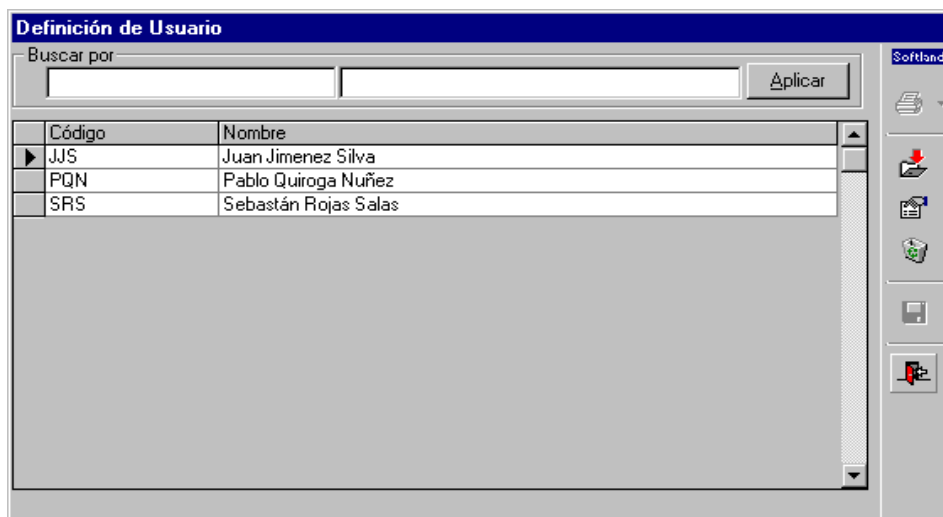 Definición de Usuario
Buscar por
Aplicar
Softland
Código Nombre
JJS Juan Jimenez Silva
PQN Pablo Quiroga Nuñez
SRS Sebastán Rojas Salas